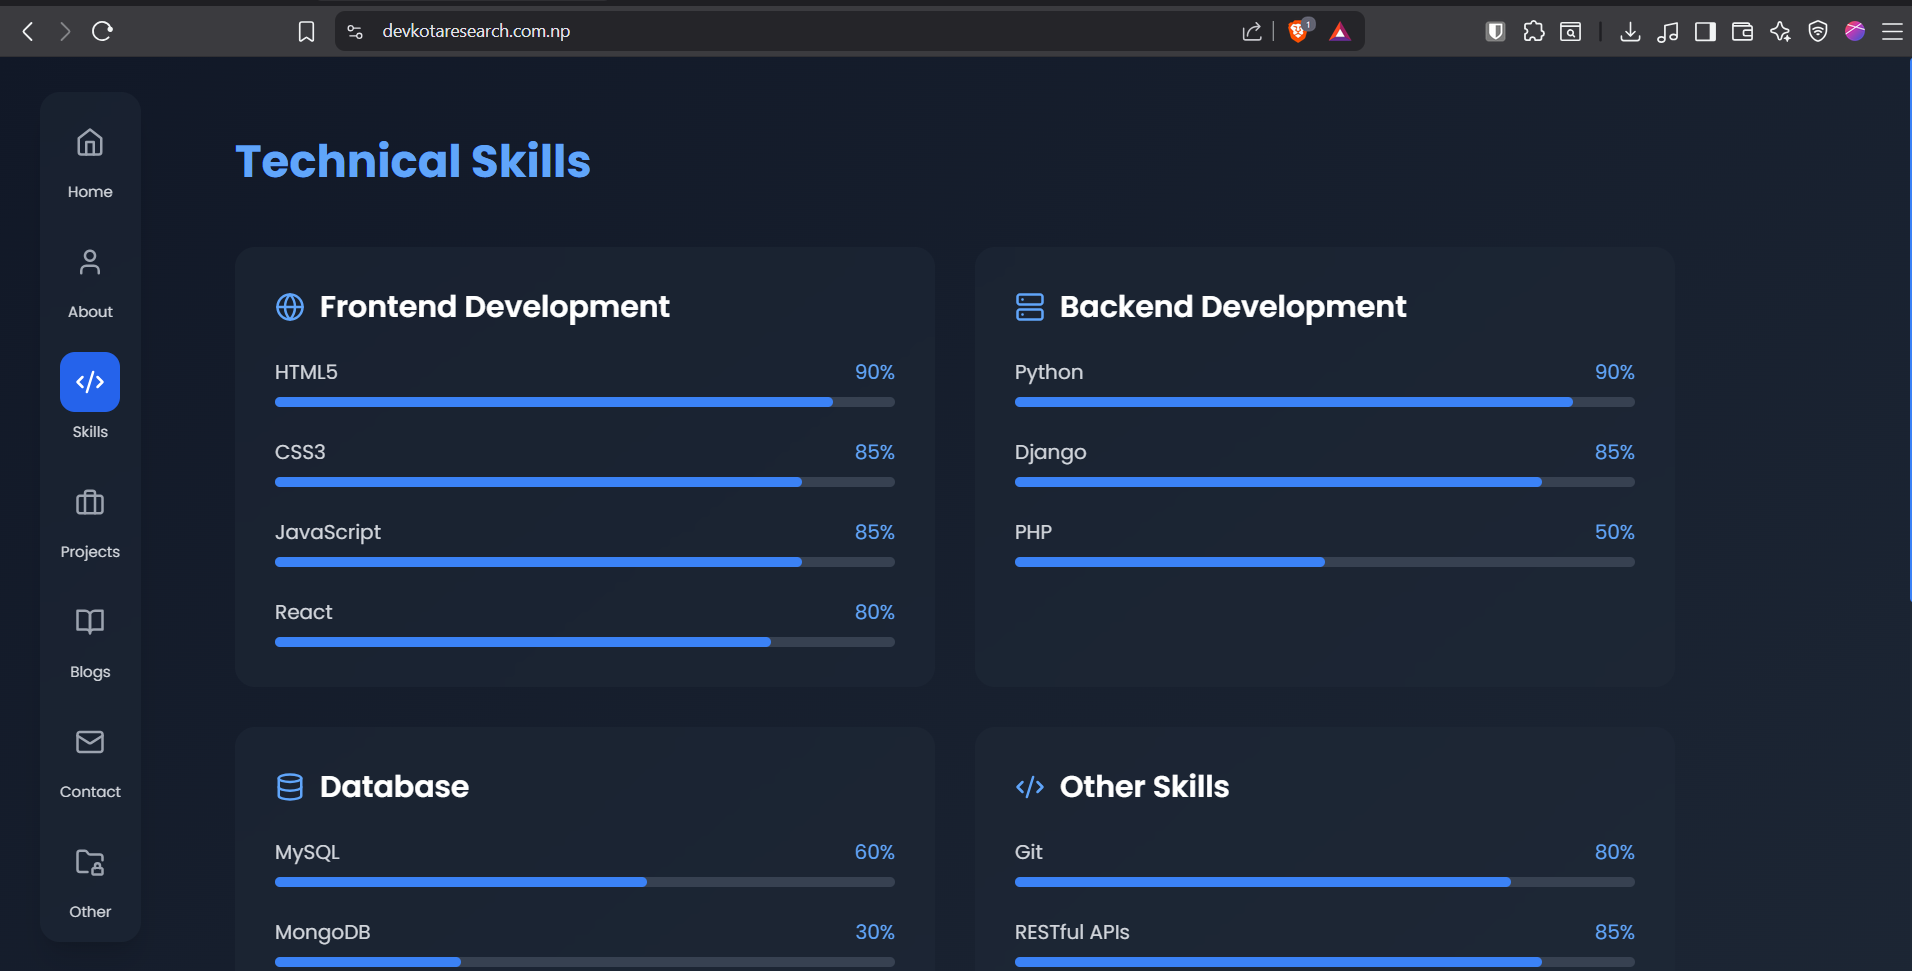 devkotaresearch.com.np
1
Home
About
Skills
Projects
Blogs
Contact
Other
Technical Skills
Frontend Development
HTML5 90%
CSS3 85%
JavaScript 85%
React 80%
Backend Development
Python 90%
Django 85%
PHP 50%
Database
MySQL 60%
MongoDB 30%
Other Skills
Git 80%
RESTful APIs 85%